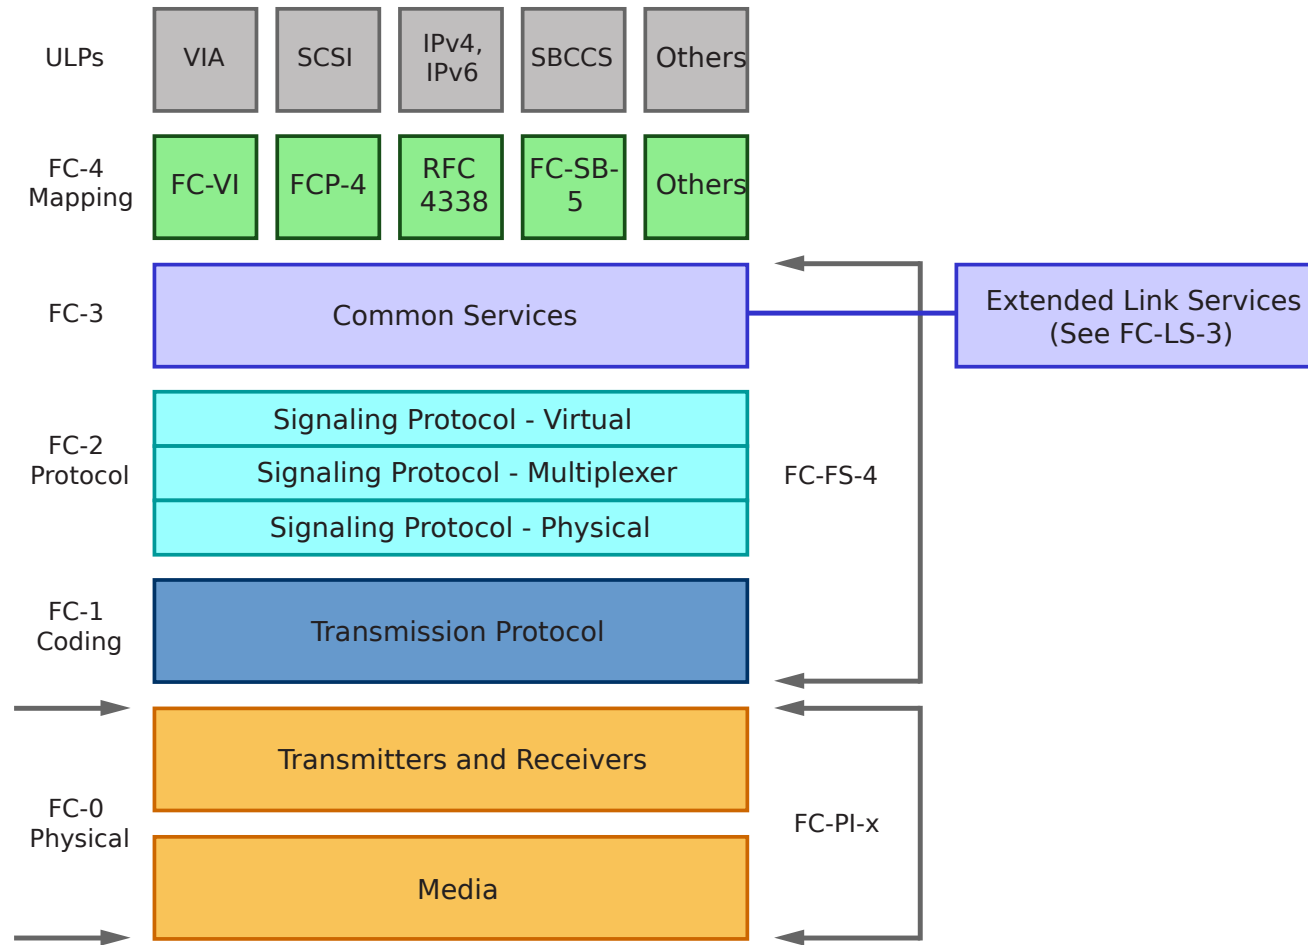 ULPs
VIA
SCSI
IPv4,
IPv6
SBCCS
Others
FC-4
Mapping
FC-VI
FCP-4
RFC
4338
FC-SB-
5
Others
FC-3
Common Services
Extended Link Services
(See FC-LS-3)
FC-2
Protocol
Signaling Protocol - Virtual
Signaling Protocol - Multiplexer
Signaling Protocol - Physical
FC-FS-4
FC-1
Coding
Transmission Protocol
FC-0
Physical
Transmitters and Receivers
Media
FC-PI-x